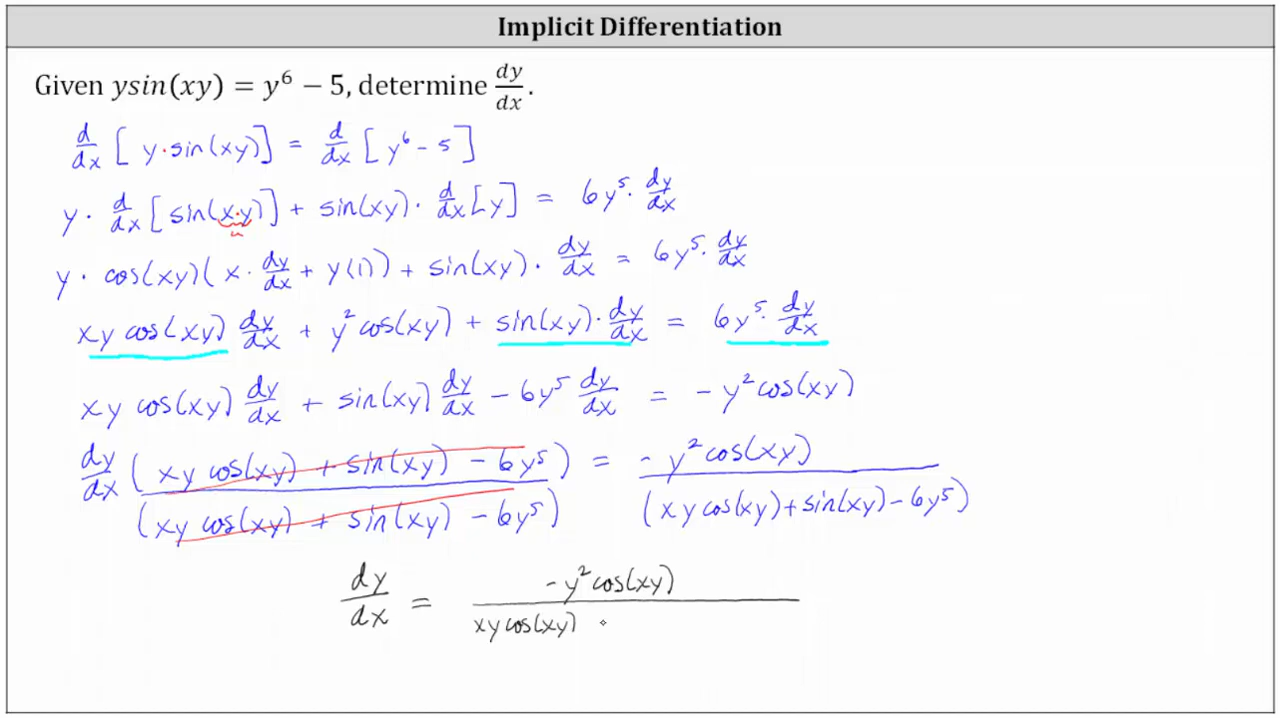 Implicit Differentiation
Given ysin(xy) = y⁶ − 5, determine dy/dx.
d/dx [y·sin(xy)] = d/dx [y⁶ - 5]
y · d/dx [sin(x·y)] + sin(xy) · d/dx [y] = 6y⁵ · dy/dx
u
y · cos(xy)(x · dy/dx + y(1)) + sin(xy) · dy/dx = 6y⁵ · dy/dx
xy cos(xy) dy/dx + y² cos(xy) + sin(xy) · dy/dx = 6y⁵ · dy/dx
xy cos(xy) dy/dx + sin(xy) dy/dx - 6y⁵ dy/dx = -y² cos(xy)
dy/dx (xy cos(xy) + sin(xy) - 6y⁵) / (xy cos(xy) + sin(xy) - 6y⁵) = -y² cos(xy) / (xy cos(xy) + sin(xy) - 6y⁵)
dy/dx = -y² cos(xy) / xy cos(xy)